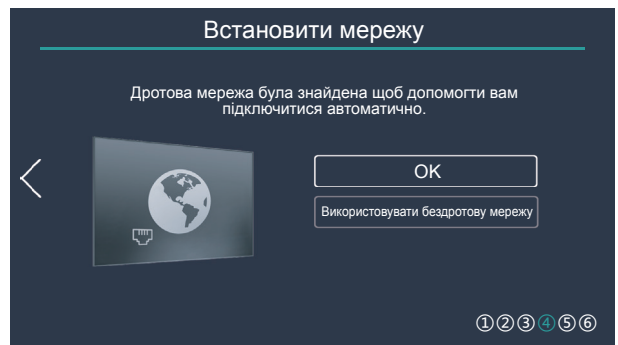 Встановити мережу
Дротова мережа була знайдена щоб допомогти вам
підключитися автоматично.
OK
Використовувати бездротову мережу
①②③④⑤⑥